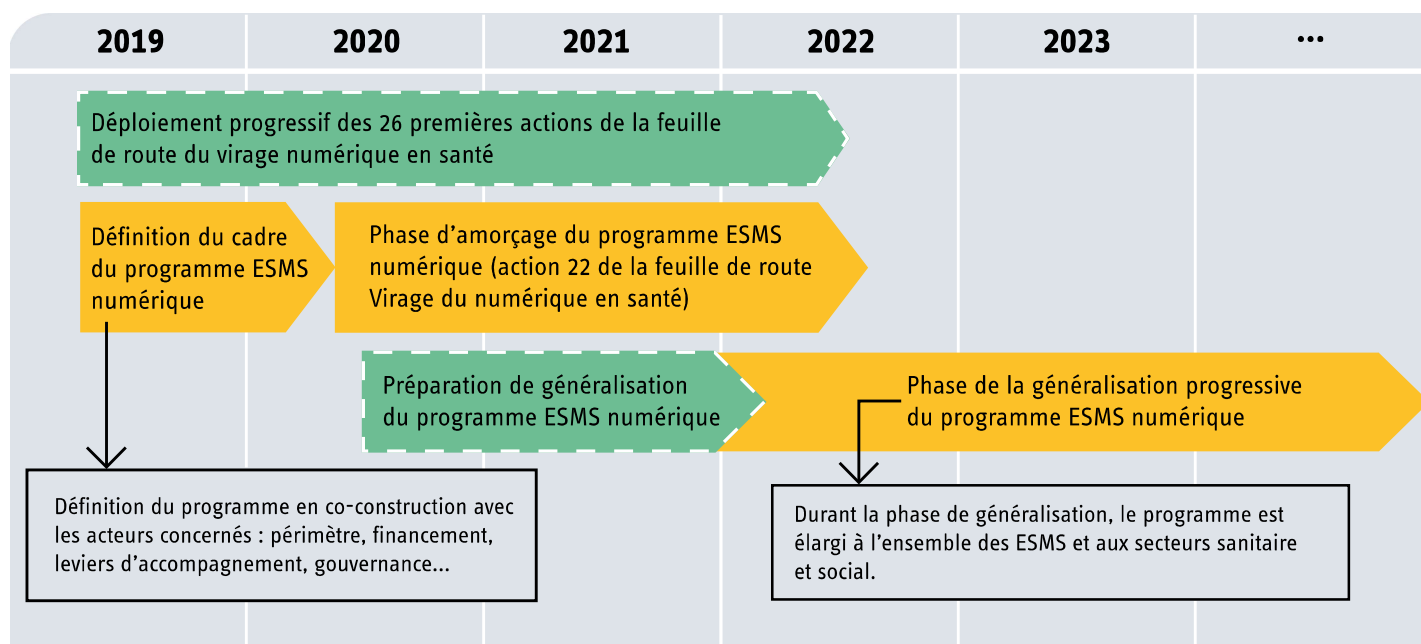 2019 2020 2021 2022 2023 ...
Déploiement progressif des 26 premières actions de la feuille
de route du virage numérique en santé
Définition du cadre
du programme ESMS
numérique
Phase d’amorçage du programme ESMS
numérique (action 22 de la feuille de route
Virage du numérique en santé)
Préparation de généralisation
du programme ESMS numérique
Phase de la généralisation progressive
du programme ESMS numérique
Définition du programme en co-construction avec
les acteurs concernés : périmètre, financement,
leviers d’accompagnement, gouvernance...
Durant la phase de généralisation, le programme est
élargi à l’ensemble des ESMS et aux secteurs sanitaire
et social.